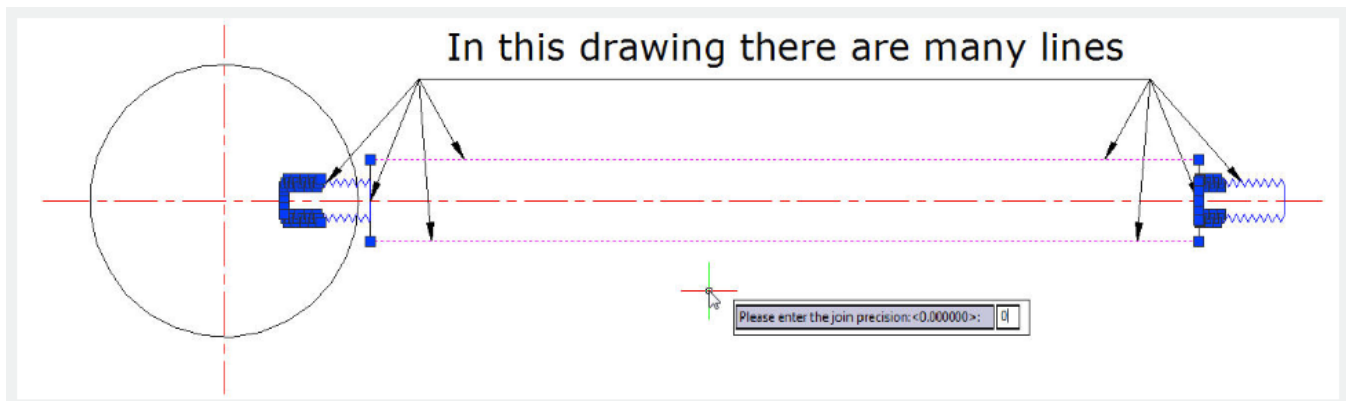 In this drawing there are many lines
Please enter the join precision:<0.000000>: 0